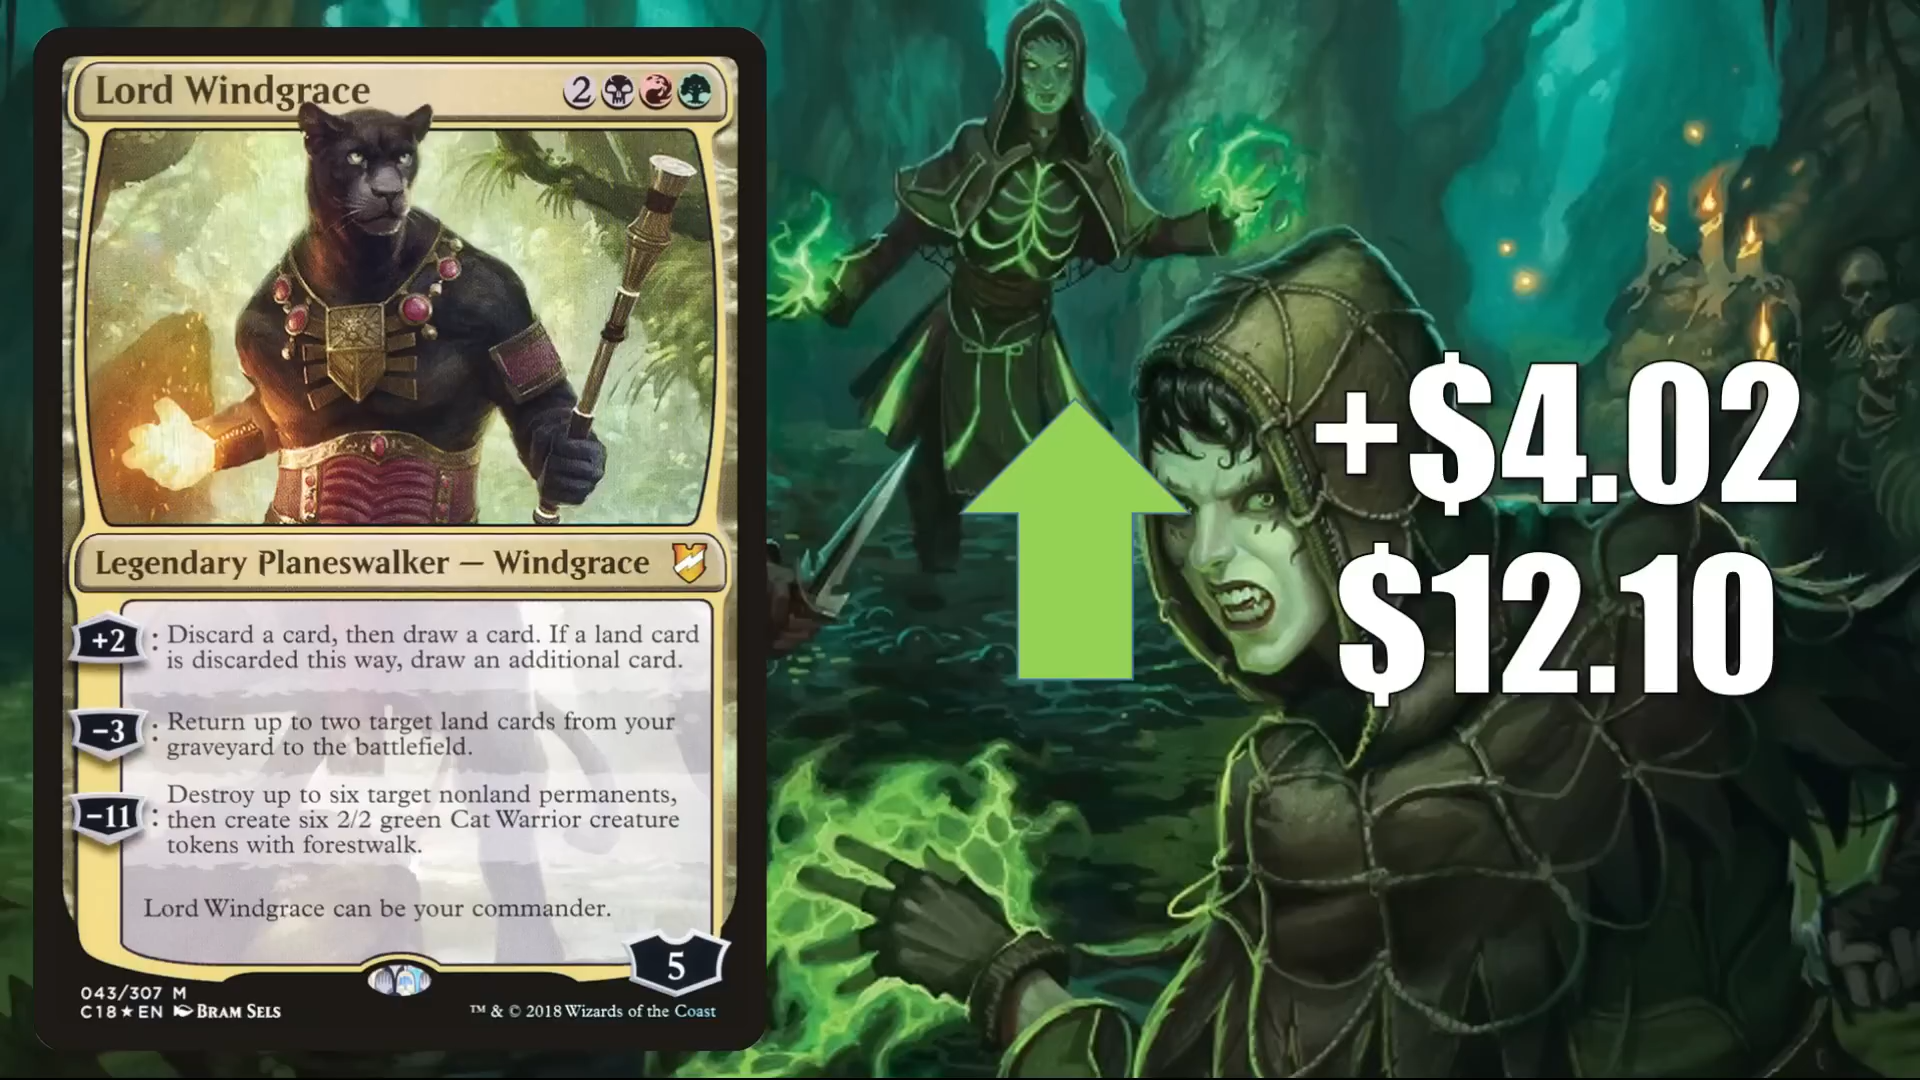 Lord Windgrace 2
Legendary Planeswalker — Windgrace
+2 : Discard a card, then draw a card. If a land card
is discarded this way, draw an additional card.
−3 : Return up to two target land cards from your
graveyard to the battlefield.
−11 : Destroy up to six target nonland permanents,
then create six 2/2 green Cat Warrior creature
tokens with forestwalk.
Lord Windgrace can be your commander.
5
043/307 M
C18★EN BRAM SELS
™ & © 2018 Wizards of the Coast
+$4.02
$12.10